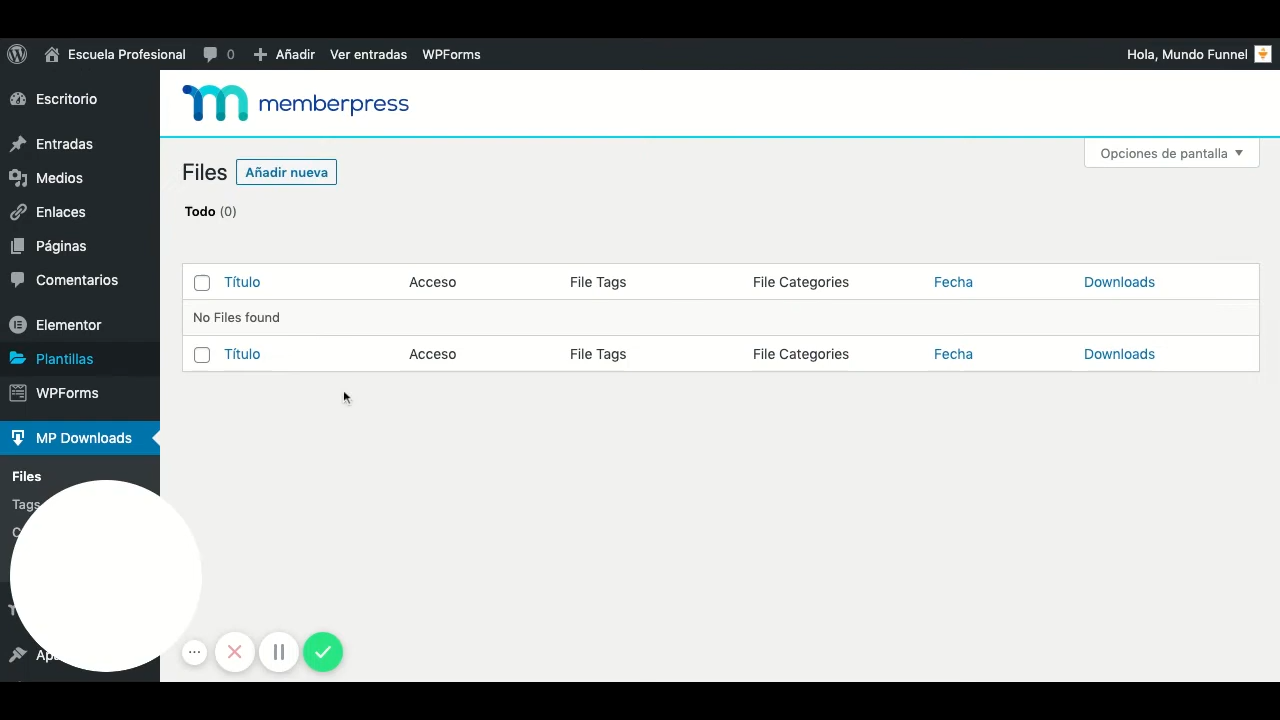 Escuela Profesional 0 Añadir Ver entradas WPForms Hola, Mundo Funnel
Escritorio
Entradas
Medios
Enlaces
Páginas
Comentarios
Elementor
Plantillas
WPForms
MP Downloads
Files
Tags
memberpress
Opciones de pantalla
Files Añadir nueva
Todo (0)
Título Acceso File Tags File Categories Fecha Downloads
No Files found
Título Acceso File Tags File Categories Fecha Downloads